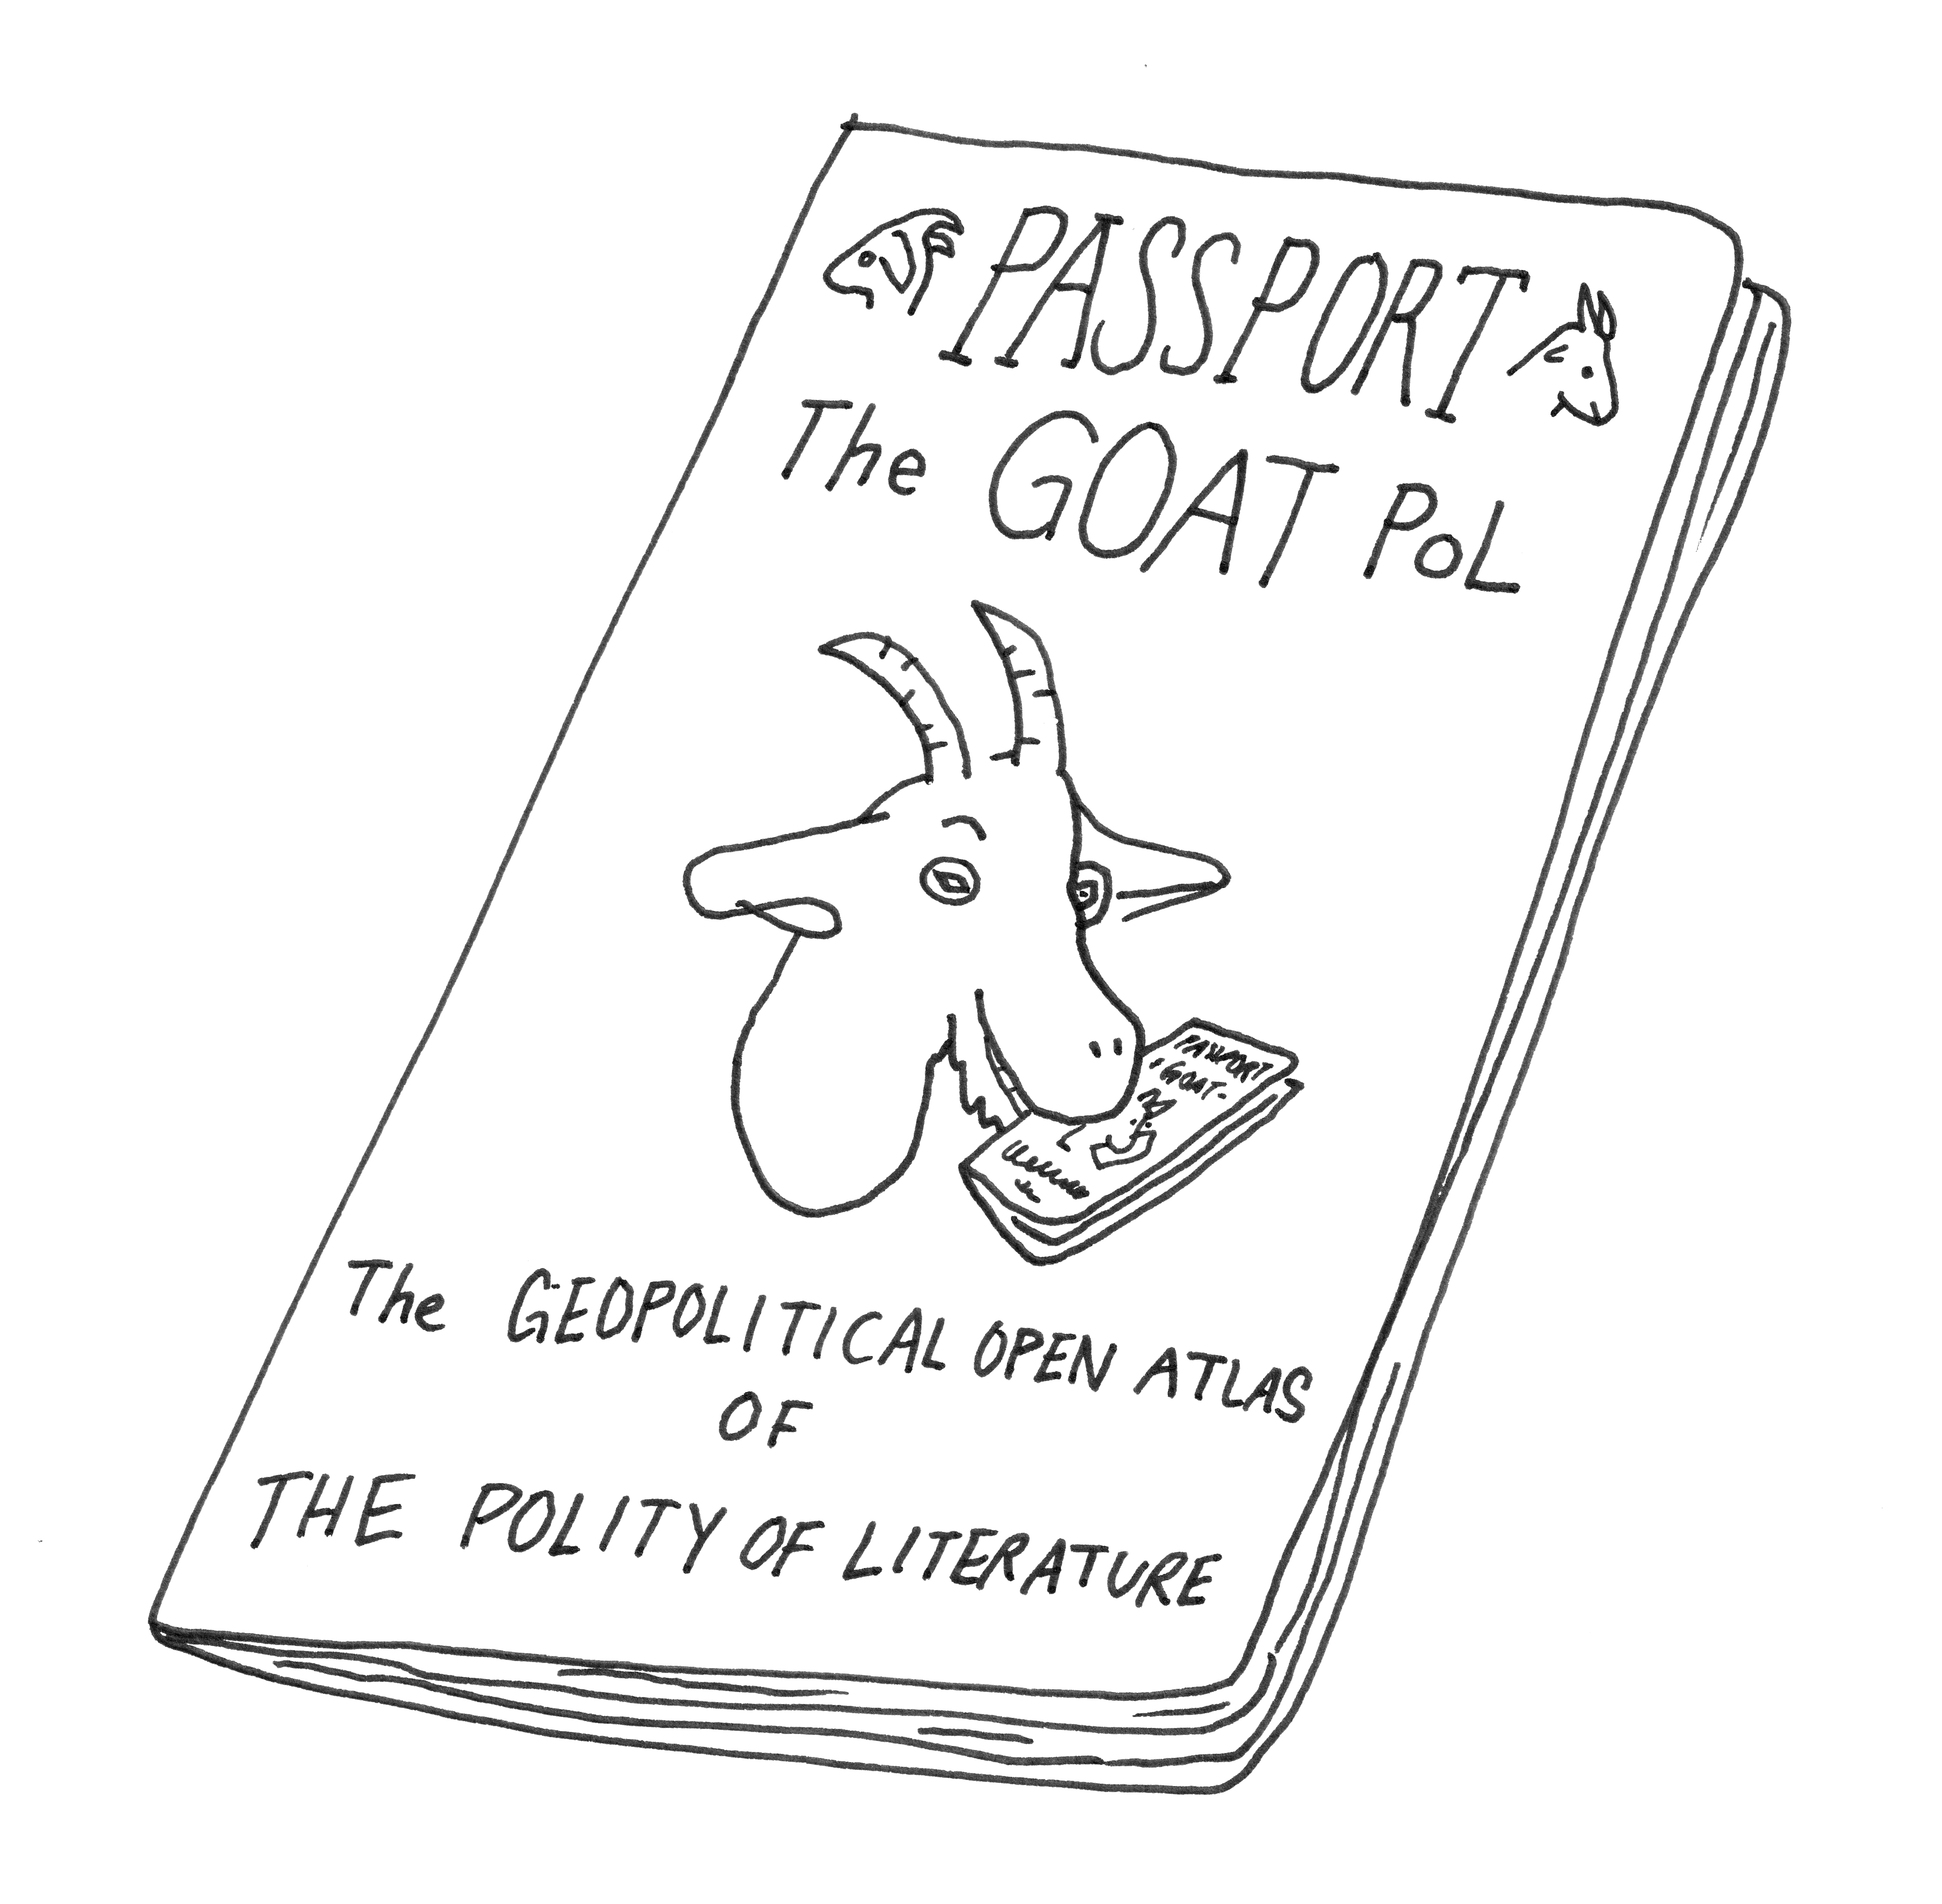 PASSPORT
The GOAT PoL
PASSPORT
GOAT
The GEOPOLITICAL OPEN ATLAS
OF
THE POLITY OF LITERATURE